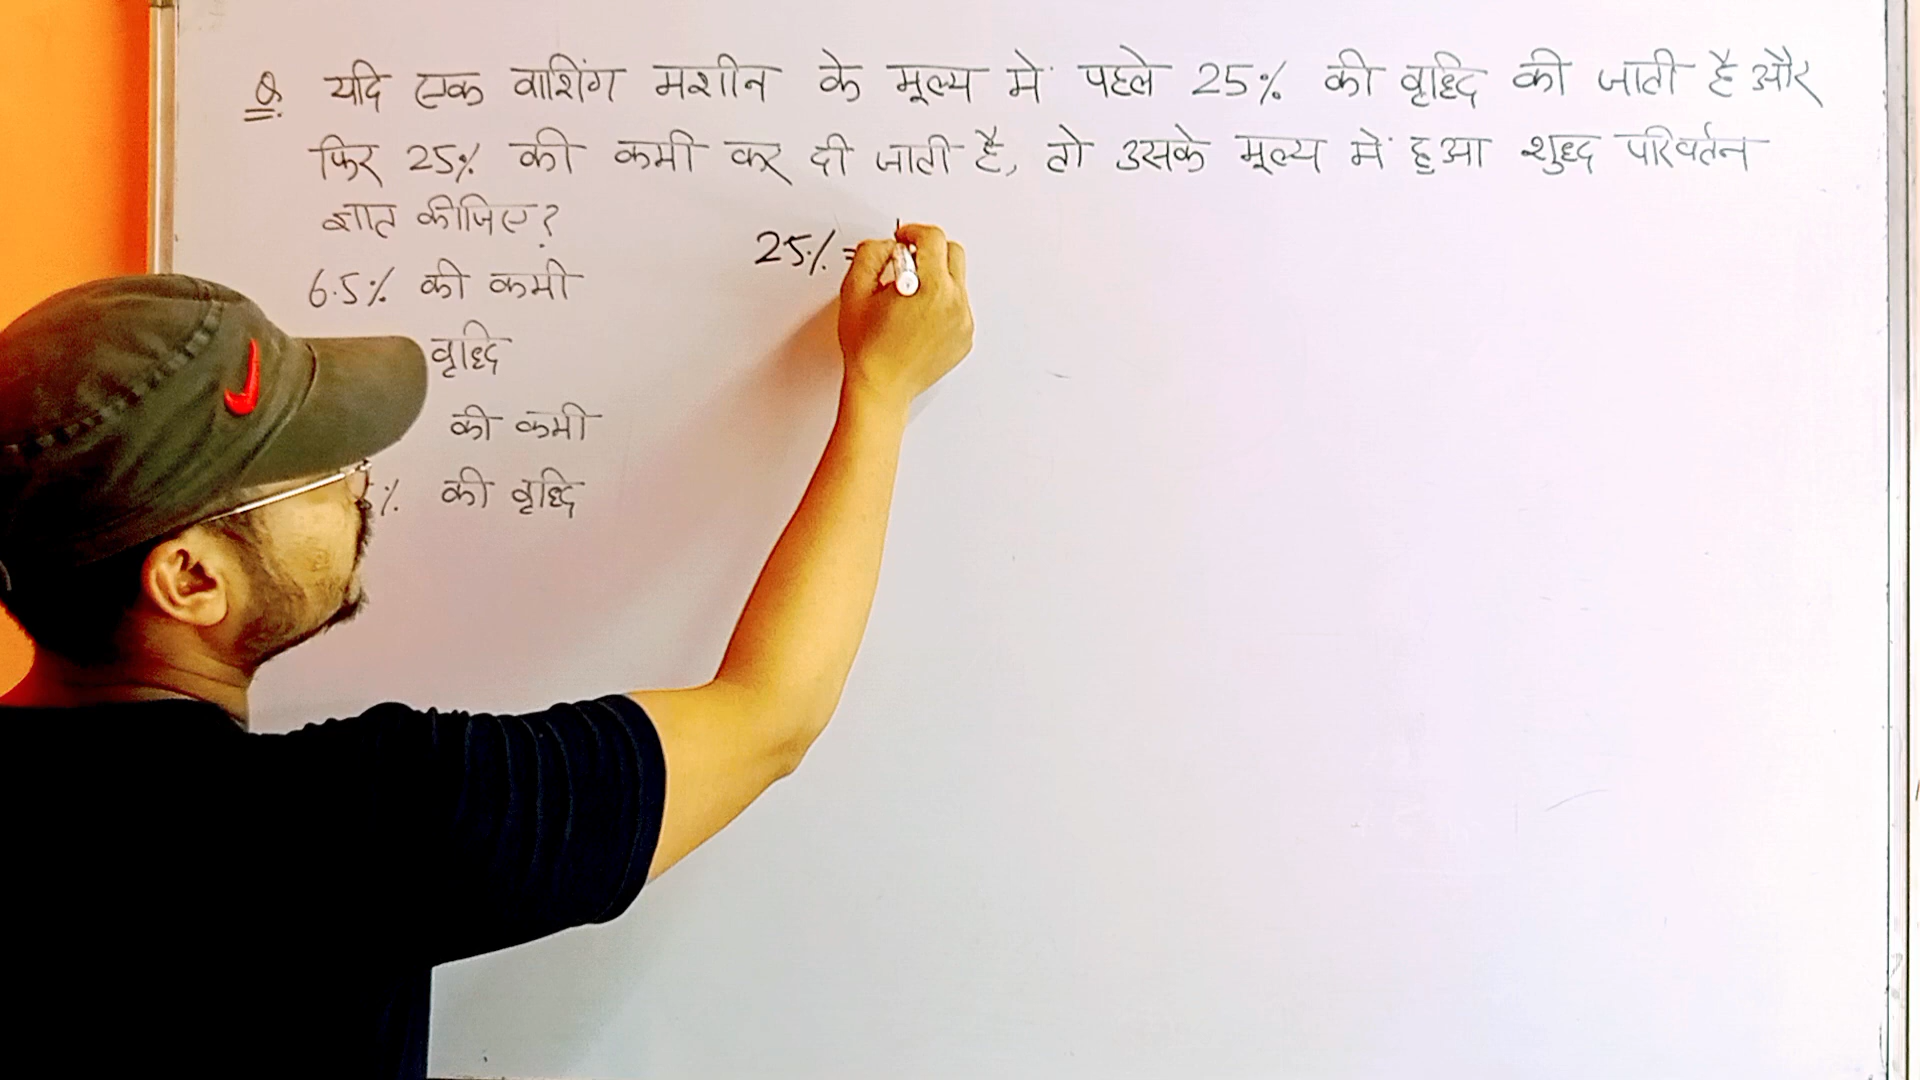 Q. यदि एक वाशिंग मशीन के मूल्य में पहले 25% की वृद्धि की जाती है और
फिर 25% की कमी कर दी जाती है, तो उसके मूल्य में हुआ शुध्द परिवर्तन
ज्ञात कीजिए?
25% =
6.5% की कमी
वृद्धि
की कमी
% की वृद्धि